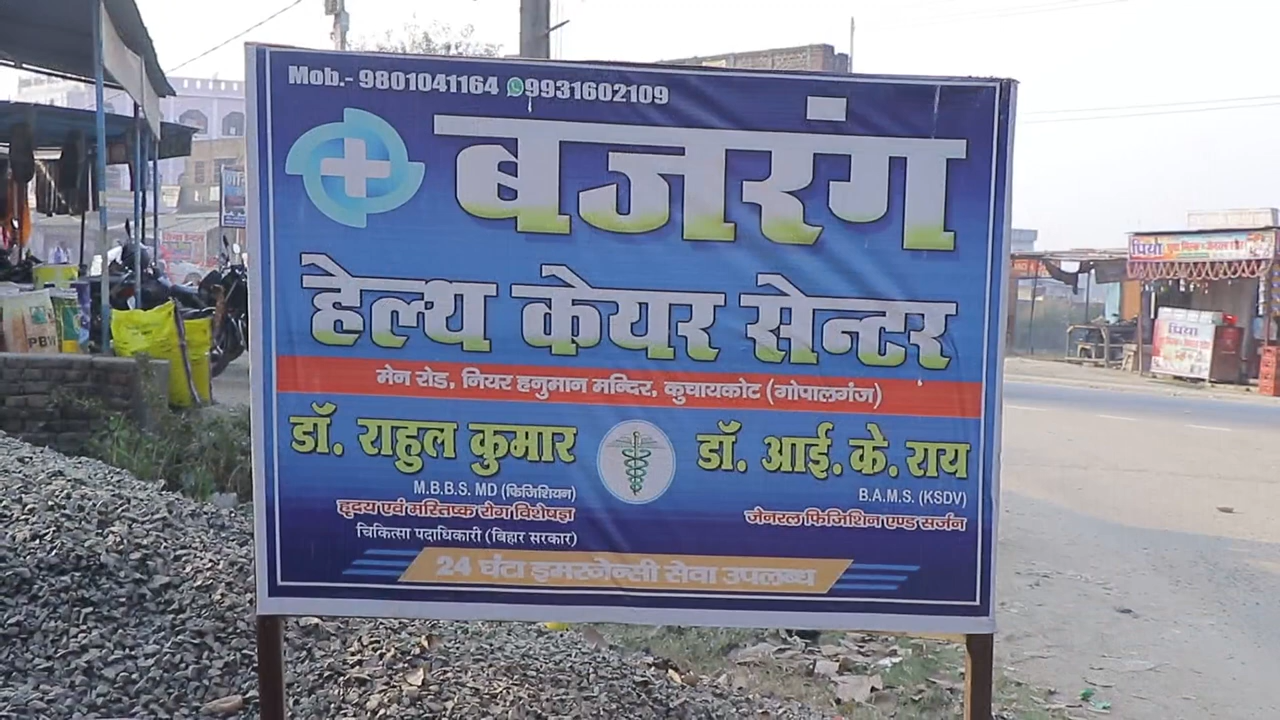 Mob.- 9801041164 9931602109
बजरंग
हेल्थ केयर सेन्टर
मेन रोड, नियर हनुमान मन्दिर, कुचायकोट (गोपालगंज)
डॉ. राहुल कुमार
M.B.B.S. MD (फिजिशियन)
हृदय एवं मस्तिष्क रोग विशेषज्ञ
चिकित्सा पदाधिकारी (बिहार सरकार)
डॉ. आई. के. राय
B.A.M.S. (KSDV)
जेनरल फिजिशिन एण्ड सर्जन
24 घंटा इमरजेन्सी सेवा उपलब्ध
प्रिया
प्रिया
PBW